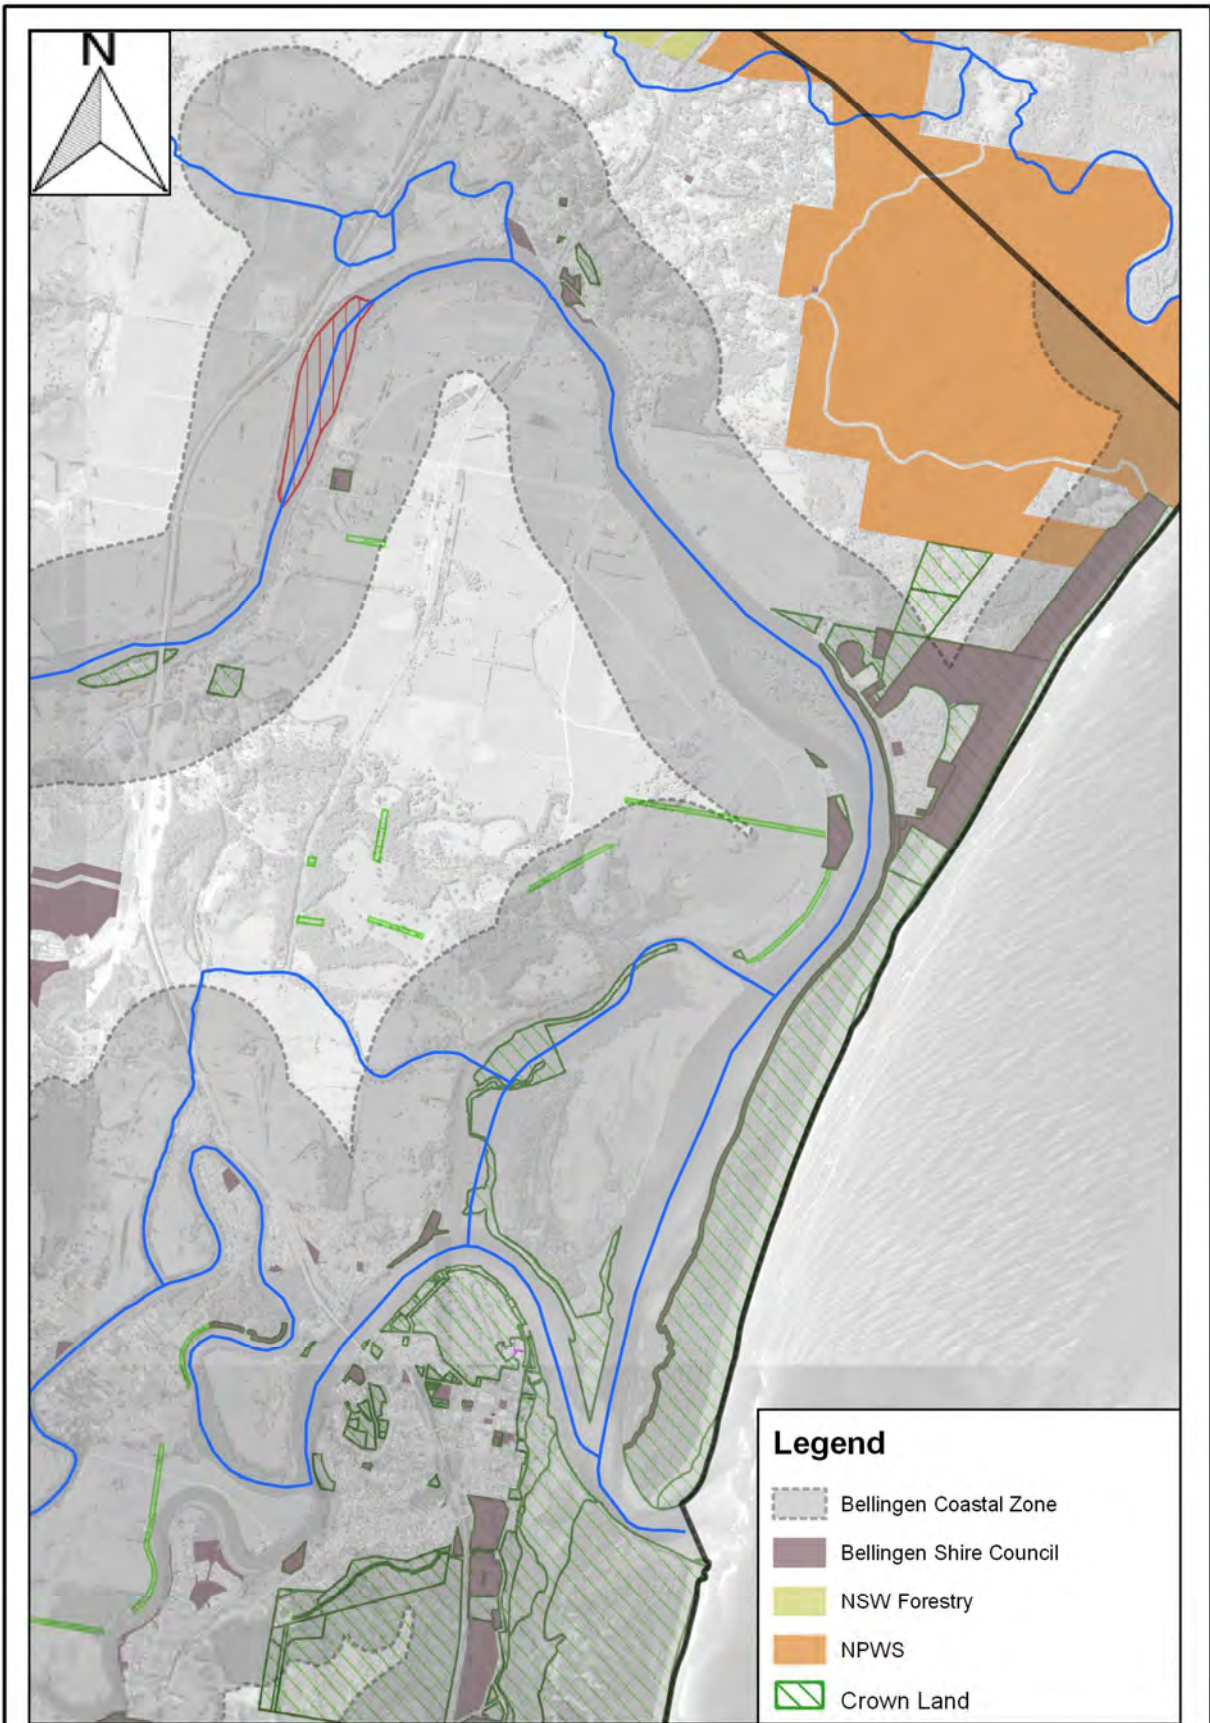 N
Legend
Bellingen Coastal Zone
Bellingen Shire Council
NSW Forestry
NPWS
Crown Land